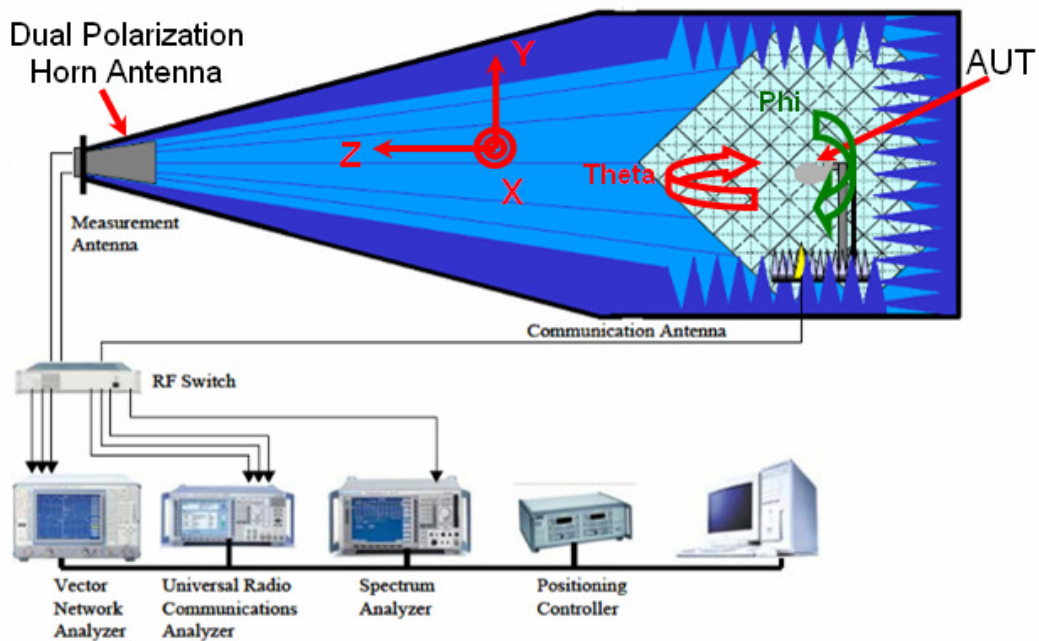 Dual Polarization
Horn Antenna
Y
AUT
Phi
Z
Theta
X
Measurement
Antenna
Communication Antenna
RF Switch
Vector
Network
Analyzer
Universal Radio
Communications
Analyzer
Spectrum
Analyzer
Positioning
Controller